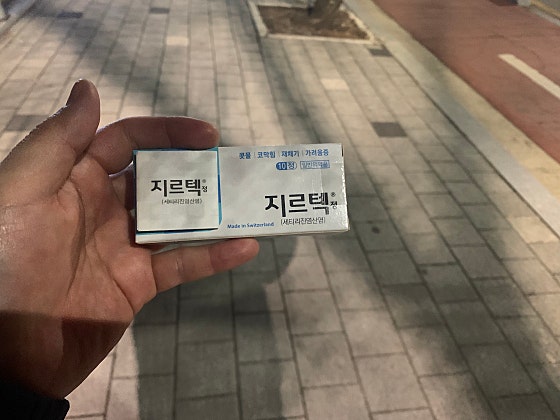 지르텍®정
(세티리진염산염)
콧물 | 코막힘 | 재채기 | 가려움증
10정 일반의약품
지르텍®정
(세티리진염산염)
Made in Switzerland